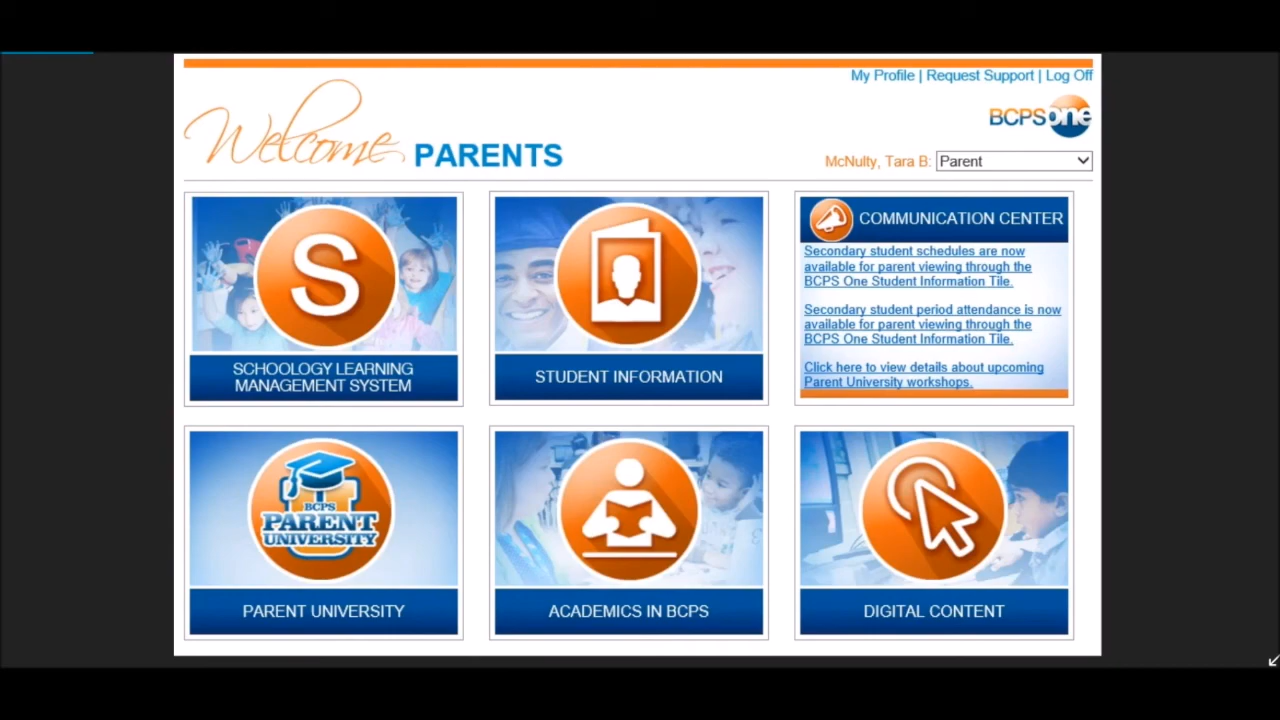 My Profile | Request Support | Log Off
Welcome PARENTS
BCPSone
McNulty, Tara B: Parent
S
SCHOOLOGY LEARNING
MANAGEMENT SYSTEM
STUDENT INFORMATION
COMMUNICATION CENTER
Secondary student schedules are now
available for parent viewing through the
BCPS One Student Information Tile.
Secondary student period attendance is now
available for parent viewing through the
BCPS One Student Information Tile.
Click here to view details about upcoming
Parent University workshops.
BCPS
PARENT
UNIVERSITY
PARENT UNIVERSITY
ACADEMICS IN BCPS
DIGITAL CONTENT